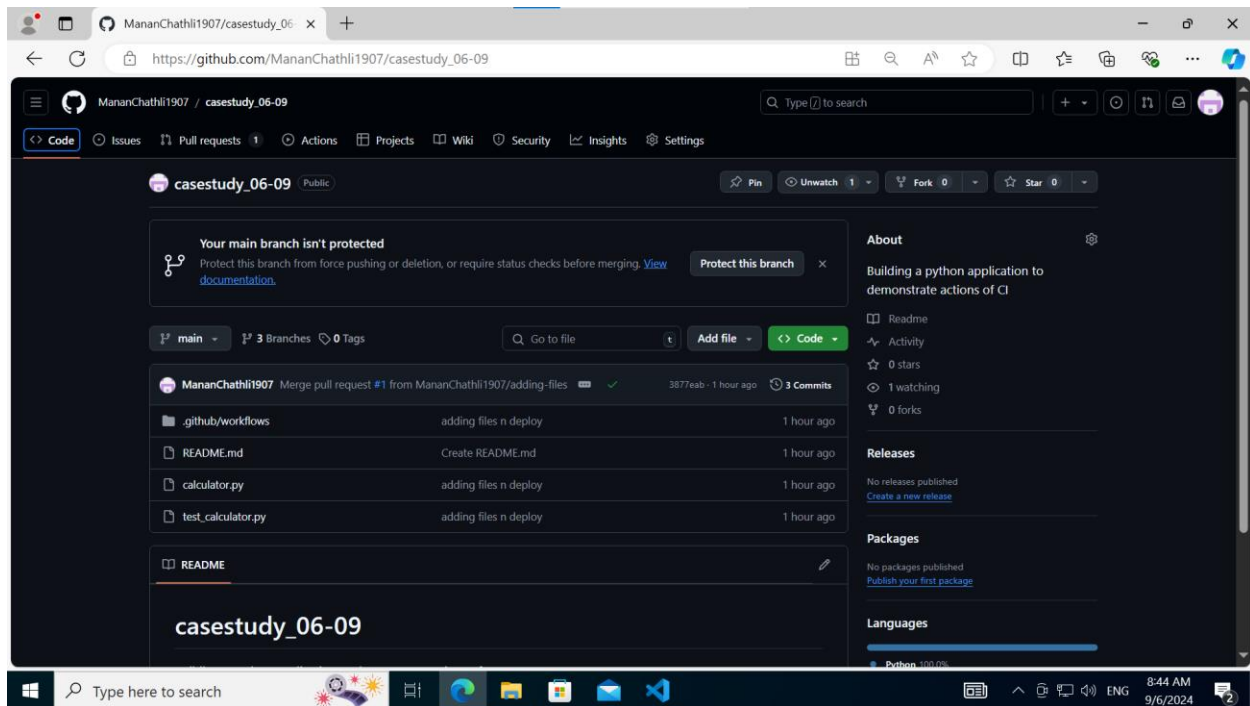 MananChathli1907/casestudy_06-
https://github.com/MananChathli1907/casestudy_06-09
MananChathli1907 / casestudy_06-09
Type / to search
Code Issues Pull requests 1 Actions Projects Wiki Security Insights Settings
casestudy_06-09 Public
Pin Unwatch 1 Fork 0 Star 0
Your main branch isn't protected
Protect this branch from force pushing or deletion, or require status checks before merging. View
documentation.
Protect this branch
main 3 Branches 0 Tags Go to file t Add file Code
MananChathli1907 Merge pull request #1 from MananChathli1907/adding-files 3877eab · 1 hour ago 3 Commits
.github/workflows adding files n deploy 1 hour ago
README.md Create README.md 1 hour ago
calculator.py adding files n deploy 1 hour ago
test_calculator.py adding files n deploy 1 hour ago
README
casestudy_06-09
About
Building a python application to
demonstrate actions of CI
Readme
Activity
0 stars
1 watching
0 forks
Releases
No releases published
Create a new release
Packages
No packages published
Publish your first package
Languages
Python 100.0%
Type here to search
ENG
8:44 AM
9/6/2024
2